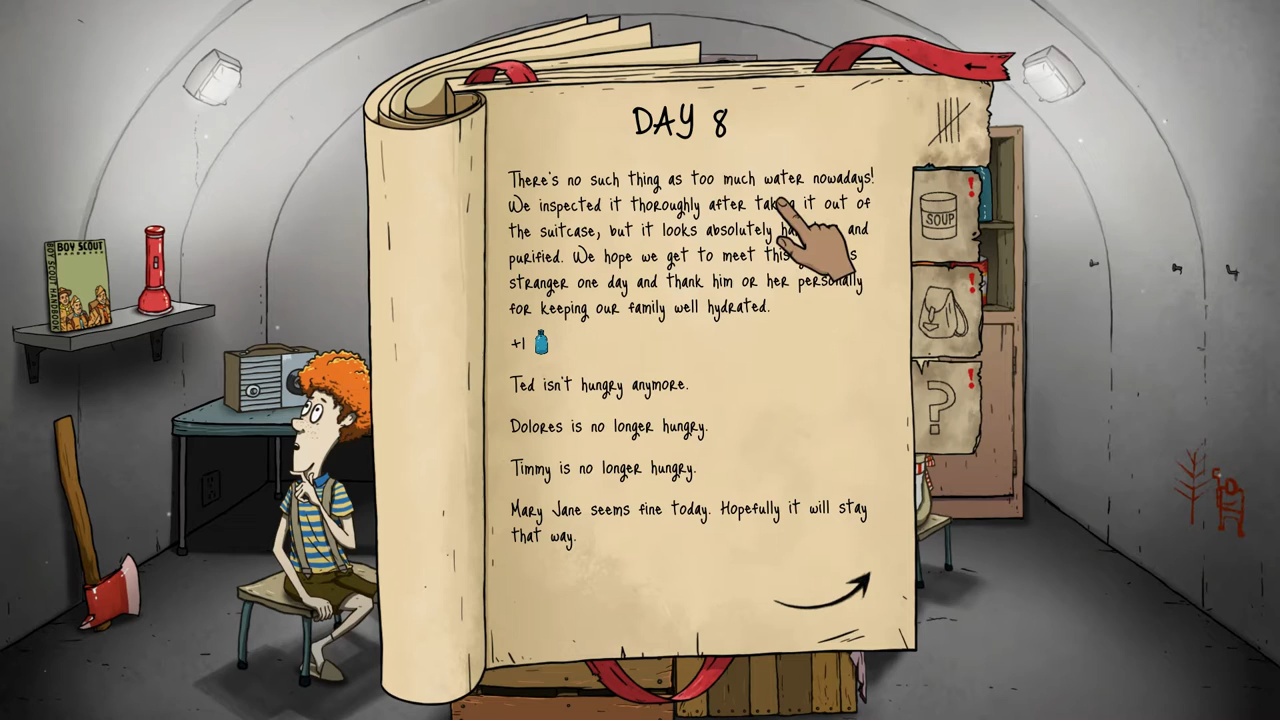 DAY 8
There's no such thing as too much water nowadays!
We inspected it thoroughly after it out of
the suitcase, but it looks absolutely and
purified. We hope we get to meet this
stranger one day and thank him or her personally
for keeping our family well hydrated.
+1
Ted isn't hungry anymore.
Dolores is no longer hungry.
Timmy is no longer hungry.
Mary Jane seems fine today. Hopefully it will stay
that way.
SOUP
!
!
!
BOY SCOUT
BOY SCOUT HANDBOOK